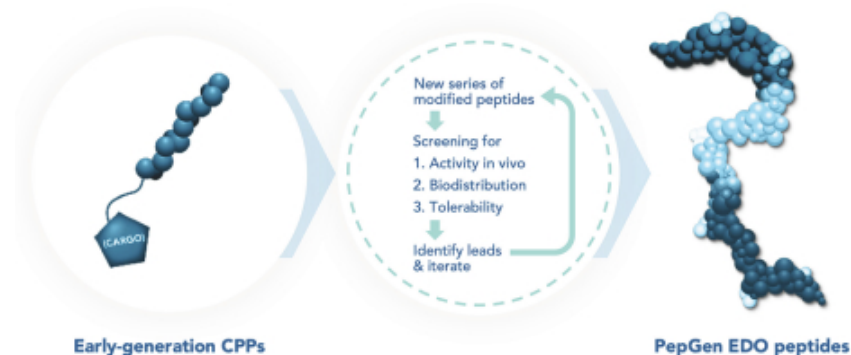 New series of
modified peptides
Screening for
1. Activity in vivo
2. Biodistribution
3. Tolerability
Identify leads
& iterate
(CARGO)
Early-generation CPPs
PepGen EDO peptides